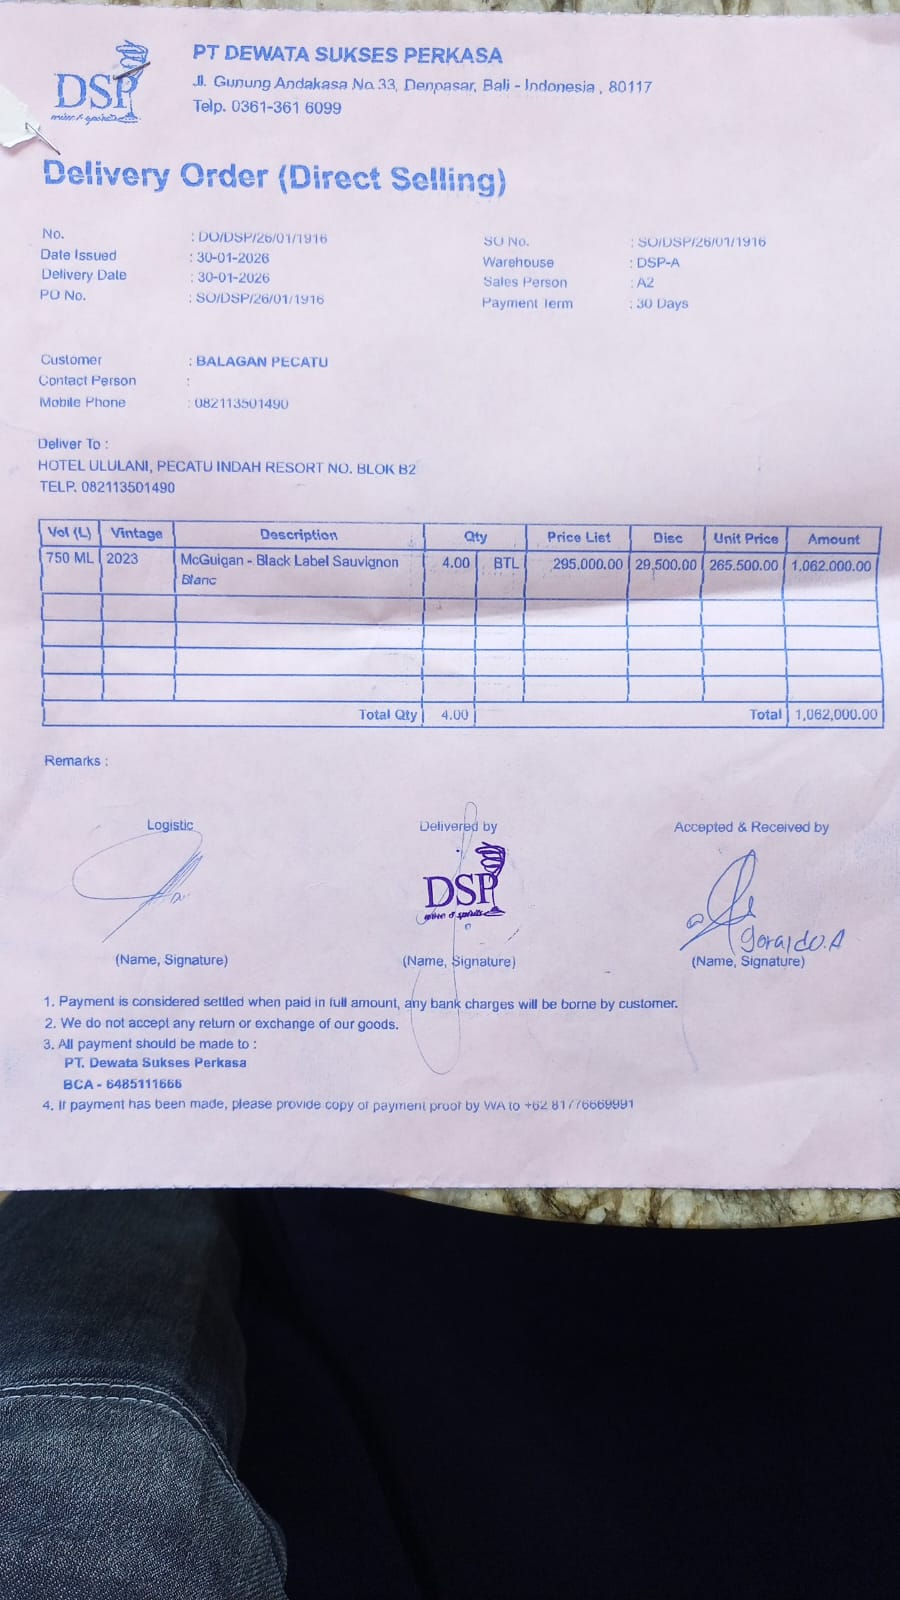 DSP
wine & spirits
PT DEWATA SUKSES PERKASA
Jl. Gunung Andakasa No.33, Denpasar, Bali - Indonesia , 80117
Telp. 0361-361 6099
Delivery Order (Direct Selling)
No. : DO/DSP/26/01/1916
Date Issued : 30-01-2026
Delivery Date : 30-01-2026
PO No. : SO/DSP/26/01/1916
SO No. : SO/DSP/26/01/1916
Warehouse : DSP-A
Sales Person : A2
Payment Term : 30 Days
Customer : BALAGAN PECATU
Contact Person :
Mobile Phone : 082113501490
Deliver To :
HOTEL ULULANI, PECATU INDAH RESORT NO. BLOK B2
TELP. 082113501490
Vol (L) Vintage Description Qty Price List Disc Unit Price Amount
750 ML 2023 McGuigan - Black Label Sauvignon 4.00 BTL 295,000.00 29,500.00 265,500.00 1,062,000.00
Blanc
Total Qty 4.00 Total 1,062,000.00
Remarks :
Logistic Delivered by Accepted & Received by
DSP
wine & spirits
(Name, Signature) (Name, Signature) (Name, Signature)
1. Payment is considered settled when paid in full amount, any bank charges will be borne by customer.
2. We do not accept any return or exchange of our goods.
3. All payment should be made to :
PT. Dewata Sukses Perkasa
BCA - 6485111666
4. If payment has been made, please provide copy of payment proof by WA to +62 81776669991